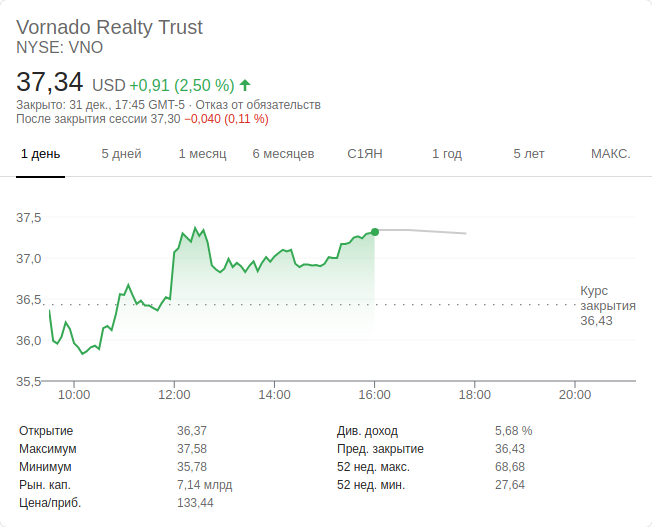 Vornado Realty Trust
NYSE: VNO
37,34 USD +0,91 (2,50 %)
Закрыто: 31 дек., 17:45 GMT-5 · Отказ от обязательств
После закрытия сессии 37,30 −0,040 (0,11 %)
1 день 5 дней 1 месяц 6 месяцев С1ЯН 1 год 5 лет МАКС.
37.5
37.0
36.5
36.0
35,5
Курс
закрытия
36,43
10:00 12:00 14:00 16:00 18:00 20:00
Открытие 36,37
Максимум 37,58
Минимум 35,78
Рын. кап. 7,14 млрд
Цена/приб. 133,44
Див. доход 5,68 %
Пред. закрытие 36,43
52 нед. макс. 68,68
52 нед. мин. 27,64